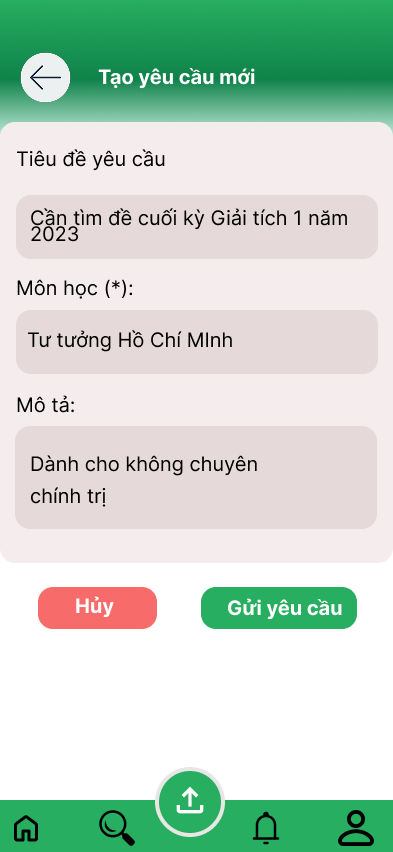 Tạo yêu cầu mới
Tiêu đề yêu cầu
Cần tìm đề cuối kỳ Giải tích 1 năm
2023
Môn học (*):
Tư tưởng Hồ Chí MInh
Mô tả:
Dành cho không chuyên
chính trị
Hủy
Gửi yêu cầu